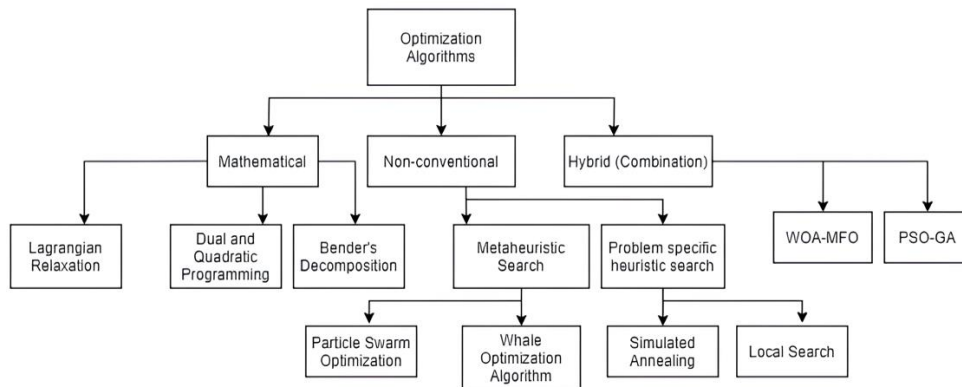 Optimization
Algorithms
Mathematical
Non-conventional
Hybrid (Combination)
Lagrangian
Relaxation
Dual and
Quadratic
Programming
Bender's
Decomposition
Metaheuristic
Search
Problem specific
heuristic search
WOA-MFO
PSO-GA
Particle Swarm
Optimization
Whale
Optimization
Algorithm
Simulated
Annealing
Local Search